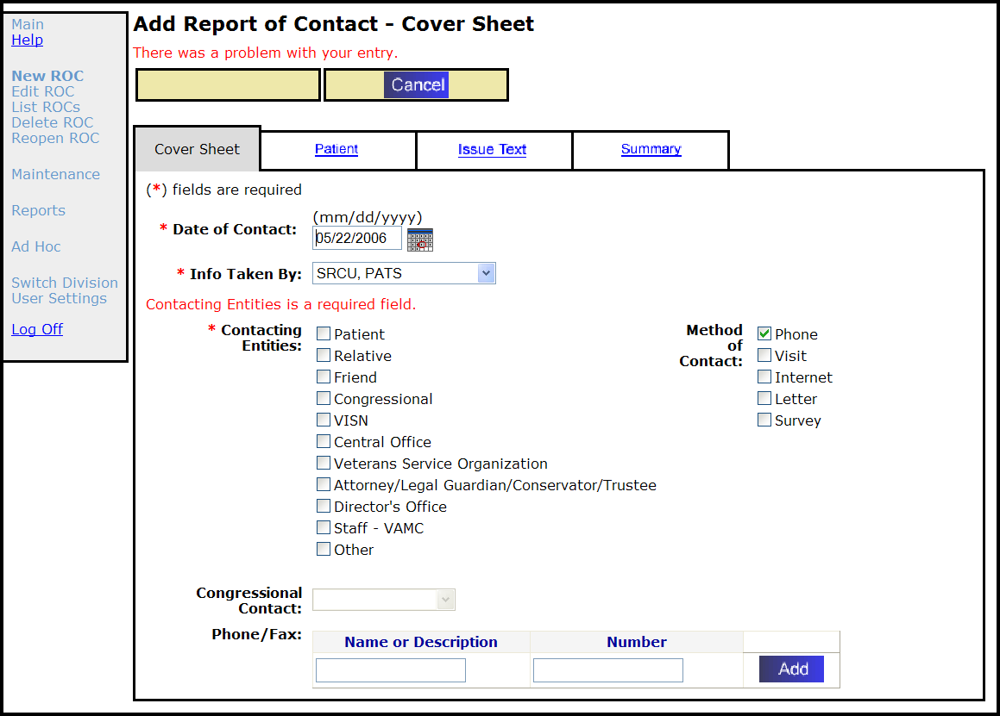 Main
Help
New ROC
Edit ROC
List ROCs
Delete ROC
Reopen ROC
Maintenance
Reports
Ad Hoc
Switch Division
User Settings
Log Off
Add Report of Contact - Cover Sheet
There was a problem with your entry.
Cancel
Cover Sheet
Patient
Issue Text
Summary
(*) fields are required
(mm/dd/yyyy)
* Date of Contact: 05/22/2006
* Info Taken By: SRCU, PATS
Contacting Entities is a required field.
* Contacting
Entities:
Patient
Relative
Friend
Congressional
VISN
Central Office
Veterans Service Organization
Attorney/Legal Guardian/Conservator/Trustee
Director's Office
Staff - VAMC
Other
Method
of
Contact:
Phone
Visit
Internet
Letter
Survey
Congressional
Contact:
Phone/Fax:
Name or Description
Number
Add